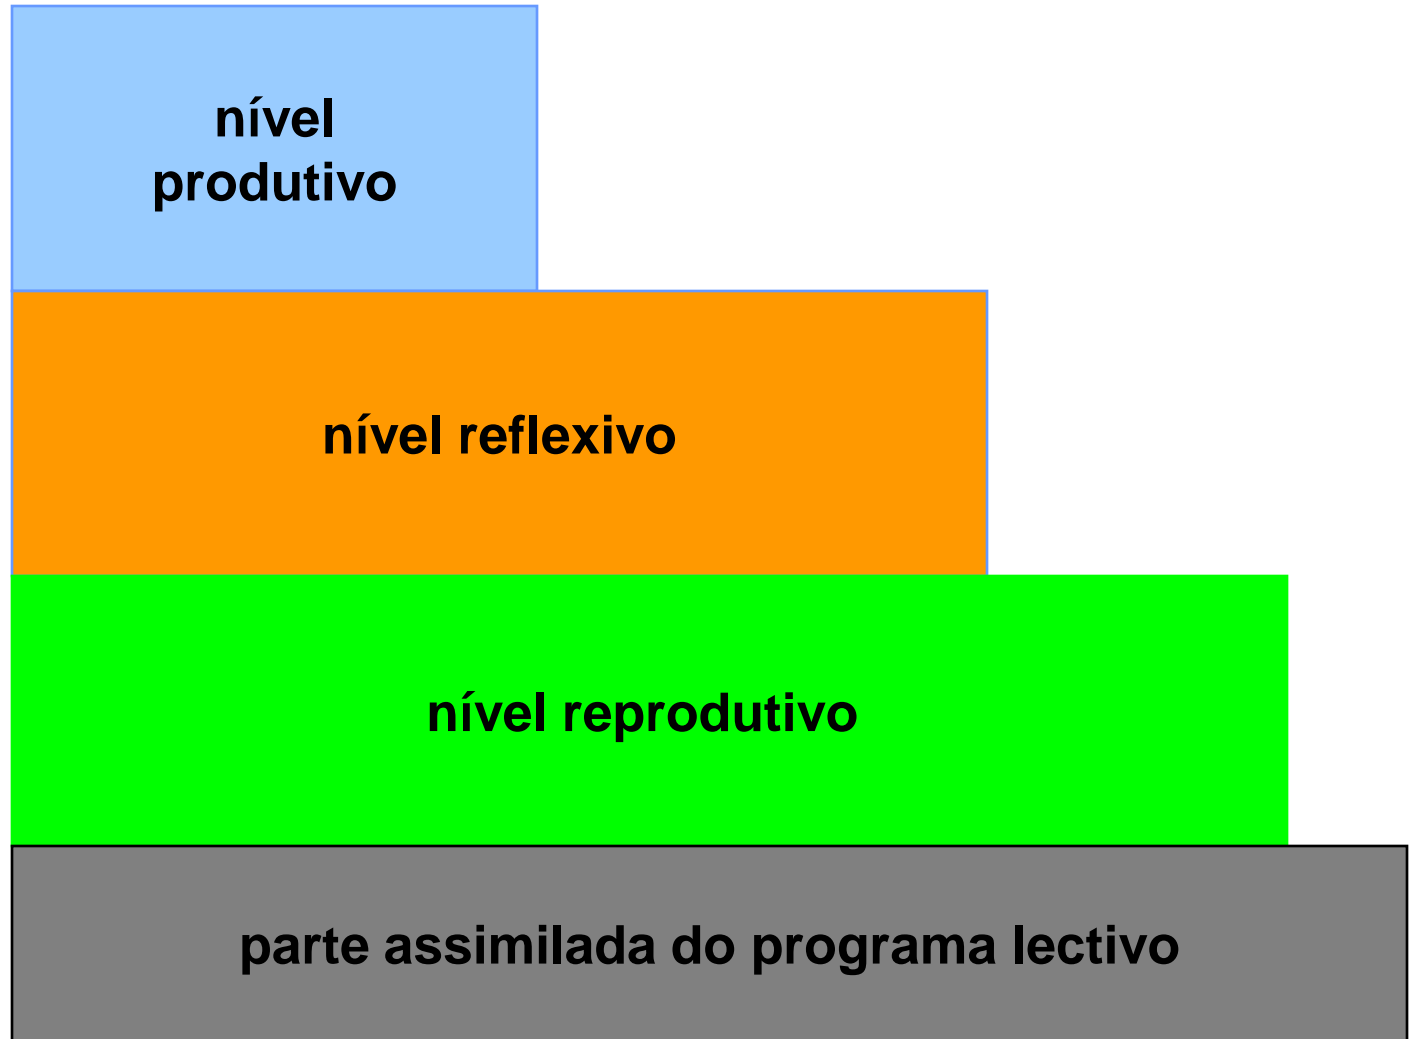 nível
produtivo
nível reflexivo
nível reprodutivo
parte assimilada do programa lectivo